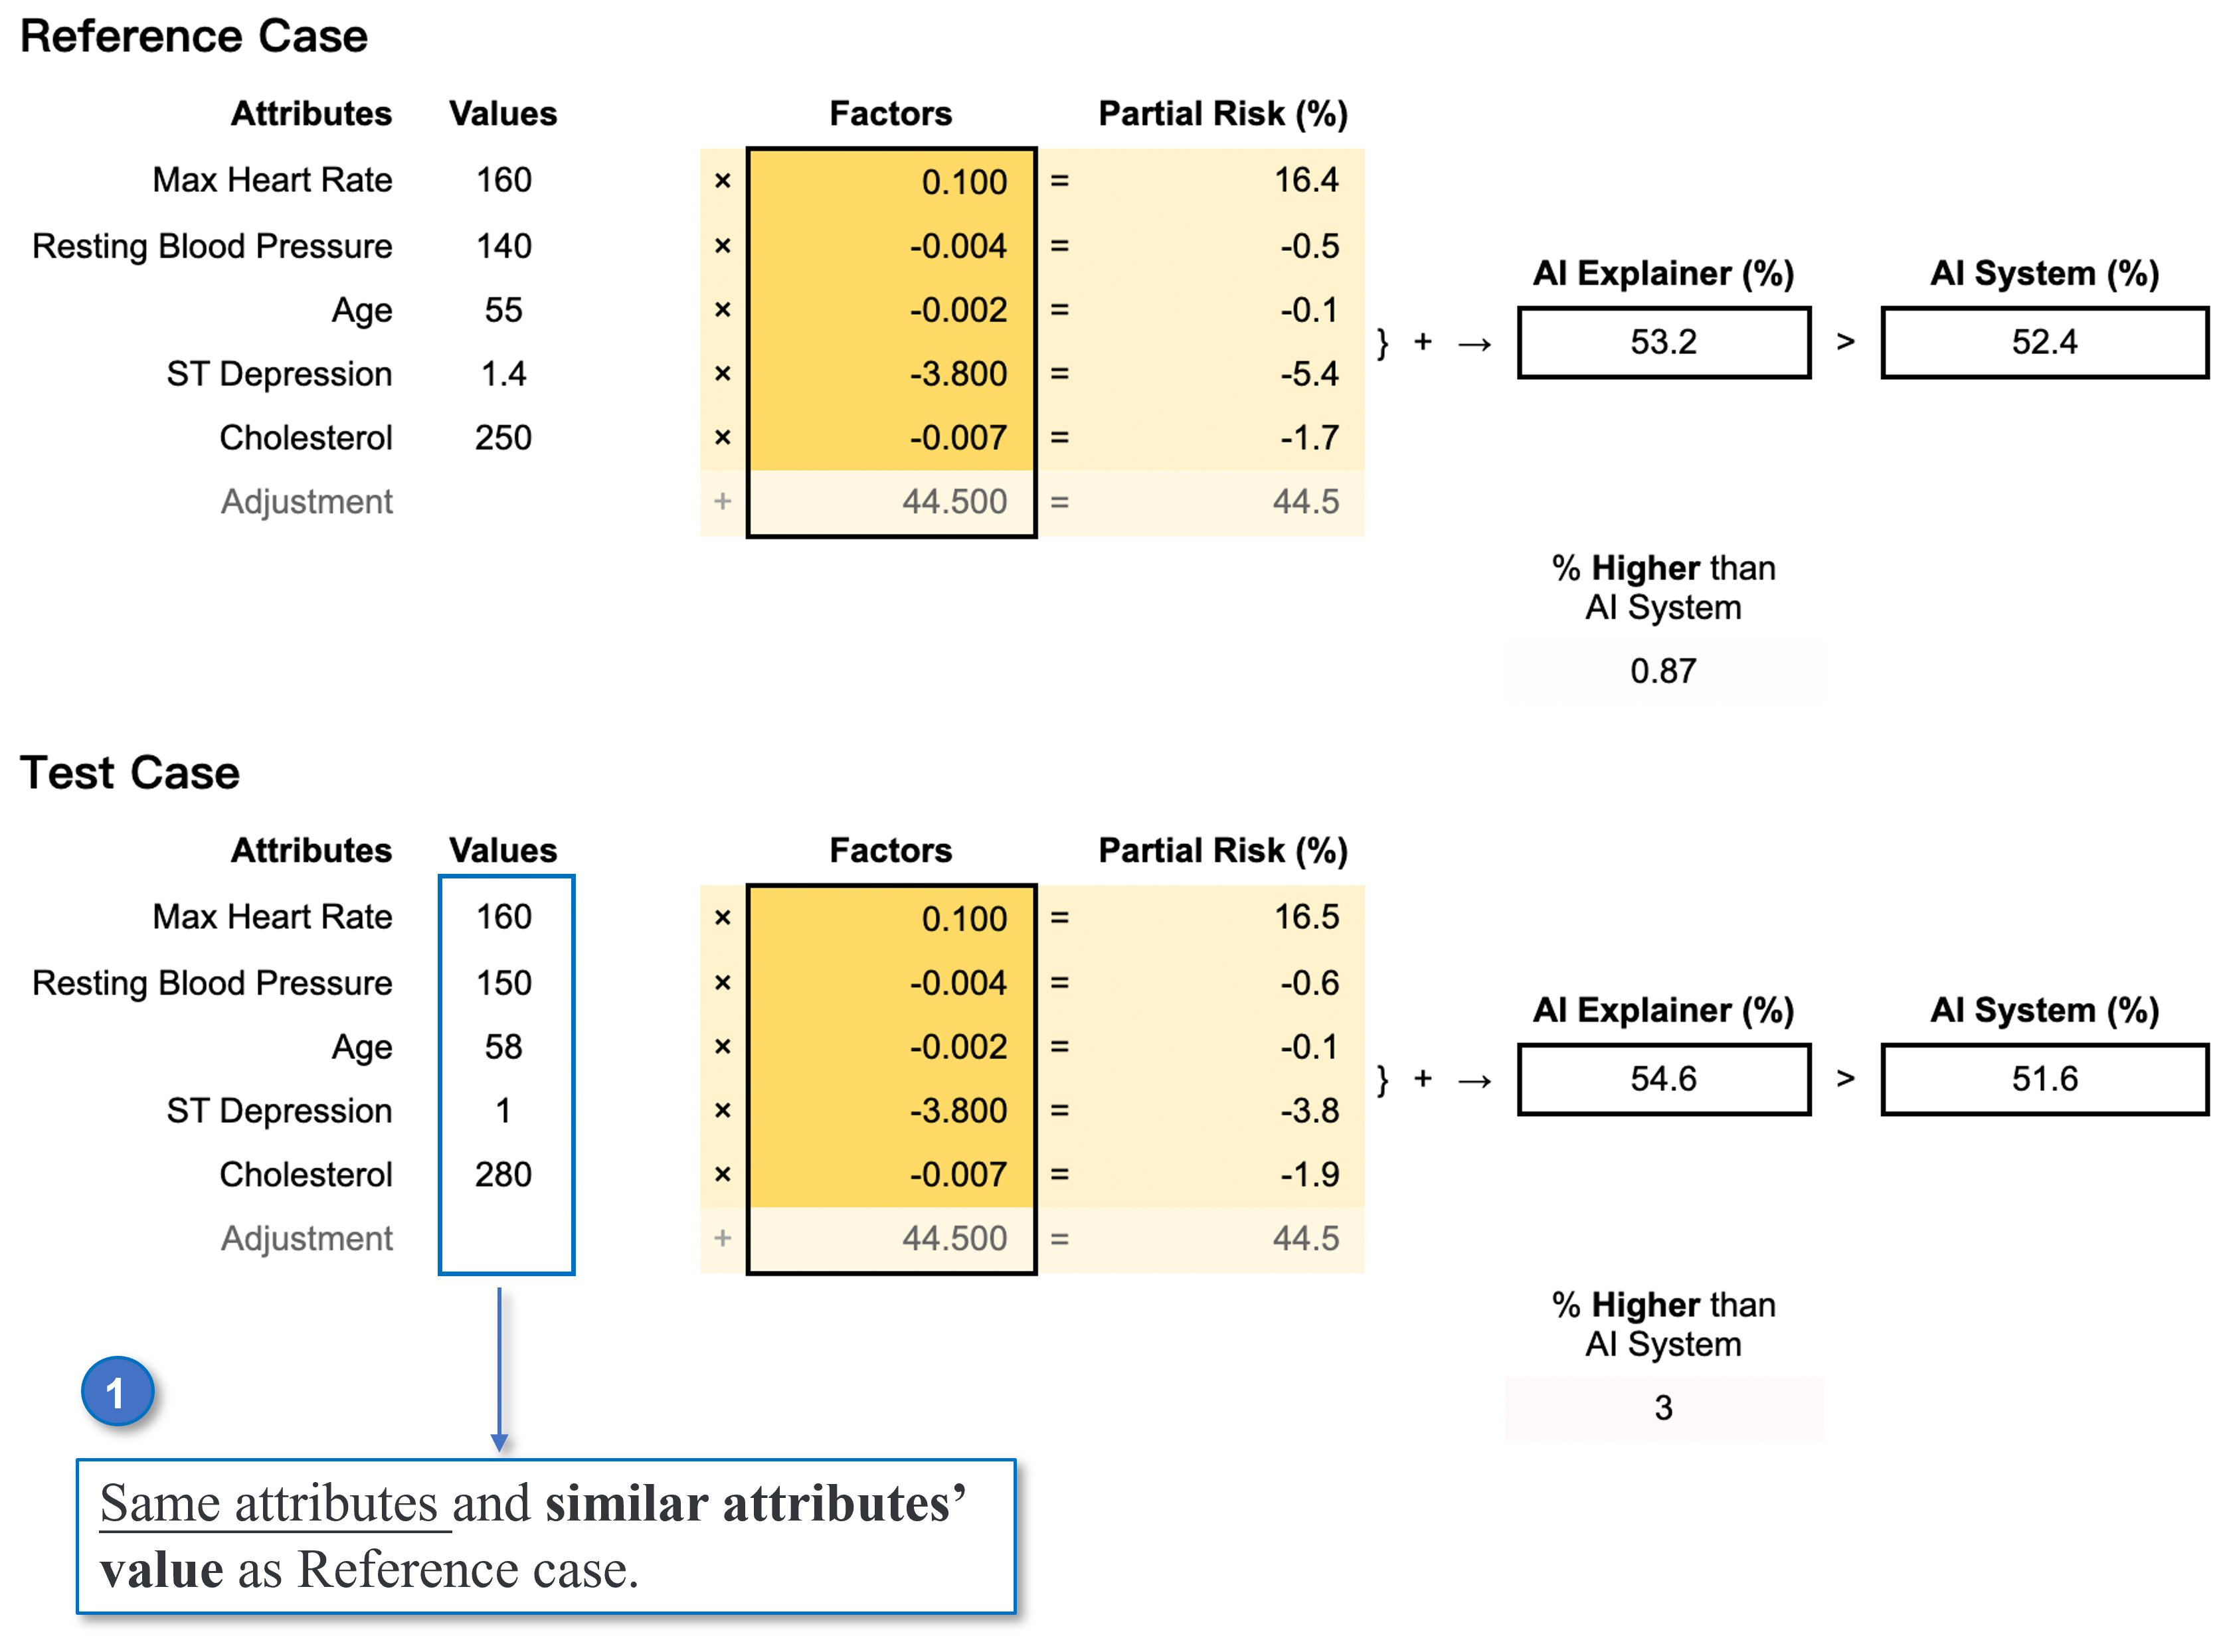 Reference Case
Attributes Values Factors Partial Risk (%)
Max Heart Rate 160 × 0.100 = 16.4
Resting Blood Pressure 140 × -0.004 = -0.5
Age 55 × -0.002 = -0.1
ST Depression 1.4 × -3.800 = -5.4
Cholesterol 250 × -0.007 = -1.7
Adjustment + 44.500 = 44.5
AI Explainer (%) AI System (%)
} + → 53.2 > 52.4
% Higher than
AI System
0.87
Test Case
Attributes Values Factors Partial Risk (%)
Max Heart Rate 160 × 0.100 = 16.5
Resting Blood Pressure 150 × -0.004 = -0.6
Age 58 × -0.002 = -0.1
ST Depression 1 × -3.800 = -3.8
Cholesterol 280 × -0.007 = -1.9
Adjustment + 44.500 = 44.5
AI Explainer (%) AI System (%)
} + → 54.6 > 51.6
% Higher than
AI System
3
1
Same attributes and similar attributes’
value as Reference case.